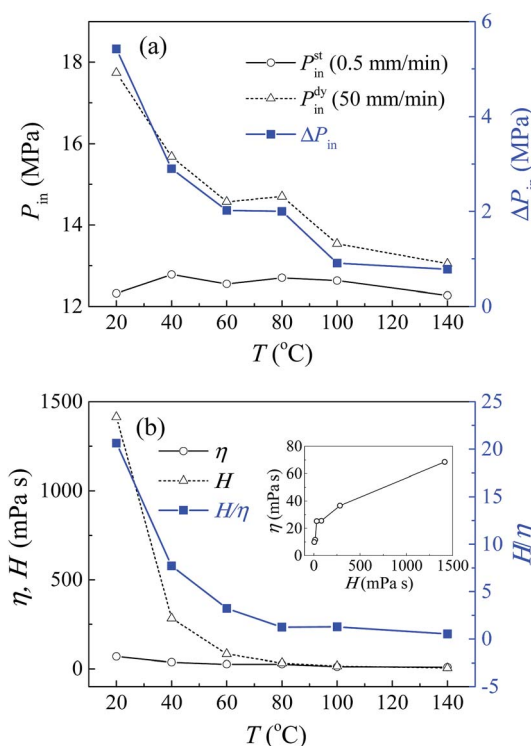 (a)
P_in^st (0.5 mm/min)
P_in^dy (50 mm/min)
ΔP_in
18
16
14
12
P_in (MPa)
6
4
2
0
ΔP_in (MPa)
20 40 60 80 100 120 140
T (°C)
(b)
η
H
H/η
1500
1000
500
0
η, H (mPa s)
80
60
40
20
0
η (mPa s)
0 500 1000 1500
H (mPa s)
25
20
15
10
5
0
-5
H/η
20 40 60 80 100 120 140
T (°C)